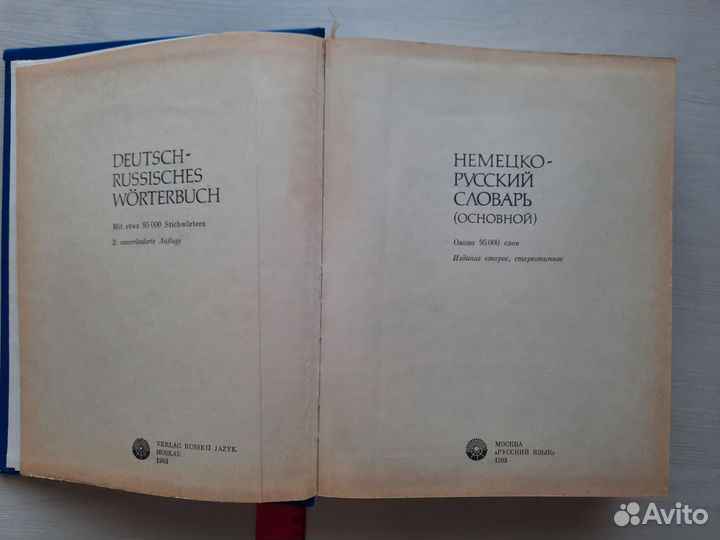 DEUTSCH-
RUSSISCHES
WÖRTERBUCH
Mit etwa 95 000 Stichwörtern
2. unveränderte Auflage
VERLAG RUSSKIJ JAZYK
MOSKAU
1993
НЕМЕЦКО-
РУССКИЙ
СЛОВАРЬ
(ОСНОВНОЙ)
Около 95 000 слов
Издание второе, стереотипное
МОСКВА
«РУССКИЙ ЯЗЫК»
1993
Avito